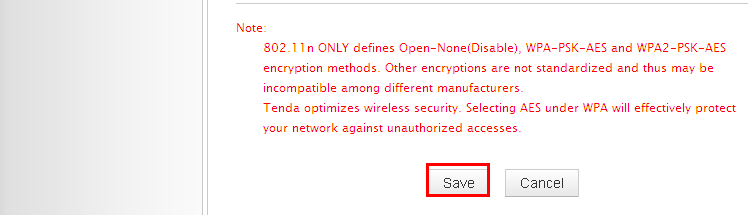 Note:
802.11n ONLY defines Open-None(Disable), WPA-PSK-AES and WPA2-PSK-AES
encryption methods. Other encryptions are not standardized and thus may be
incompatible among different manufacturers.
Tenda optimizes wireless security. Selecting AES under WPA will effectively protect
your network against unauthorized accesses.
Save Cancel